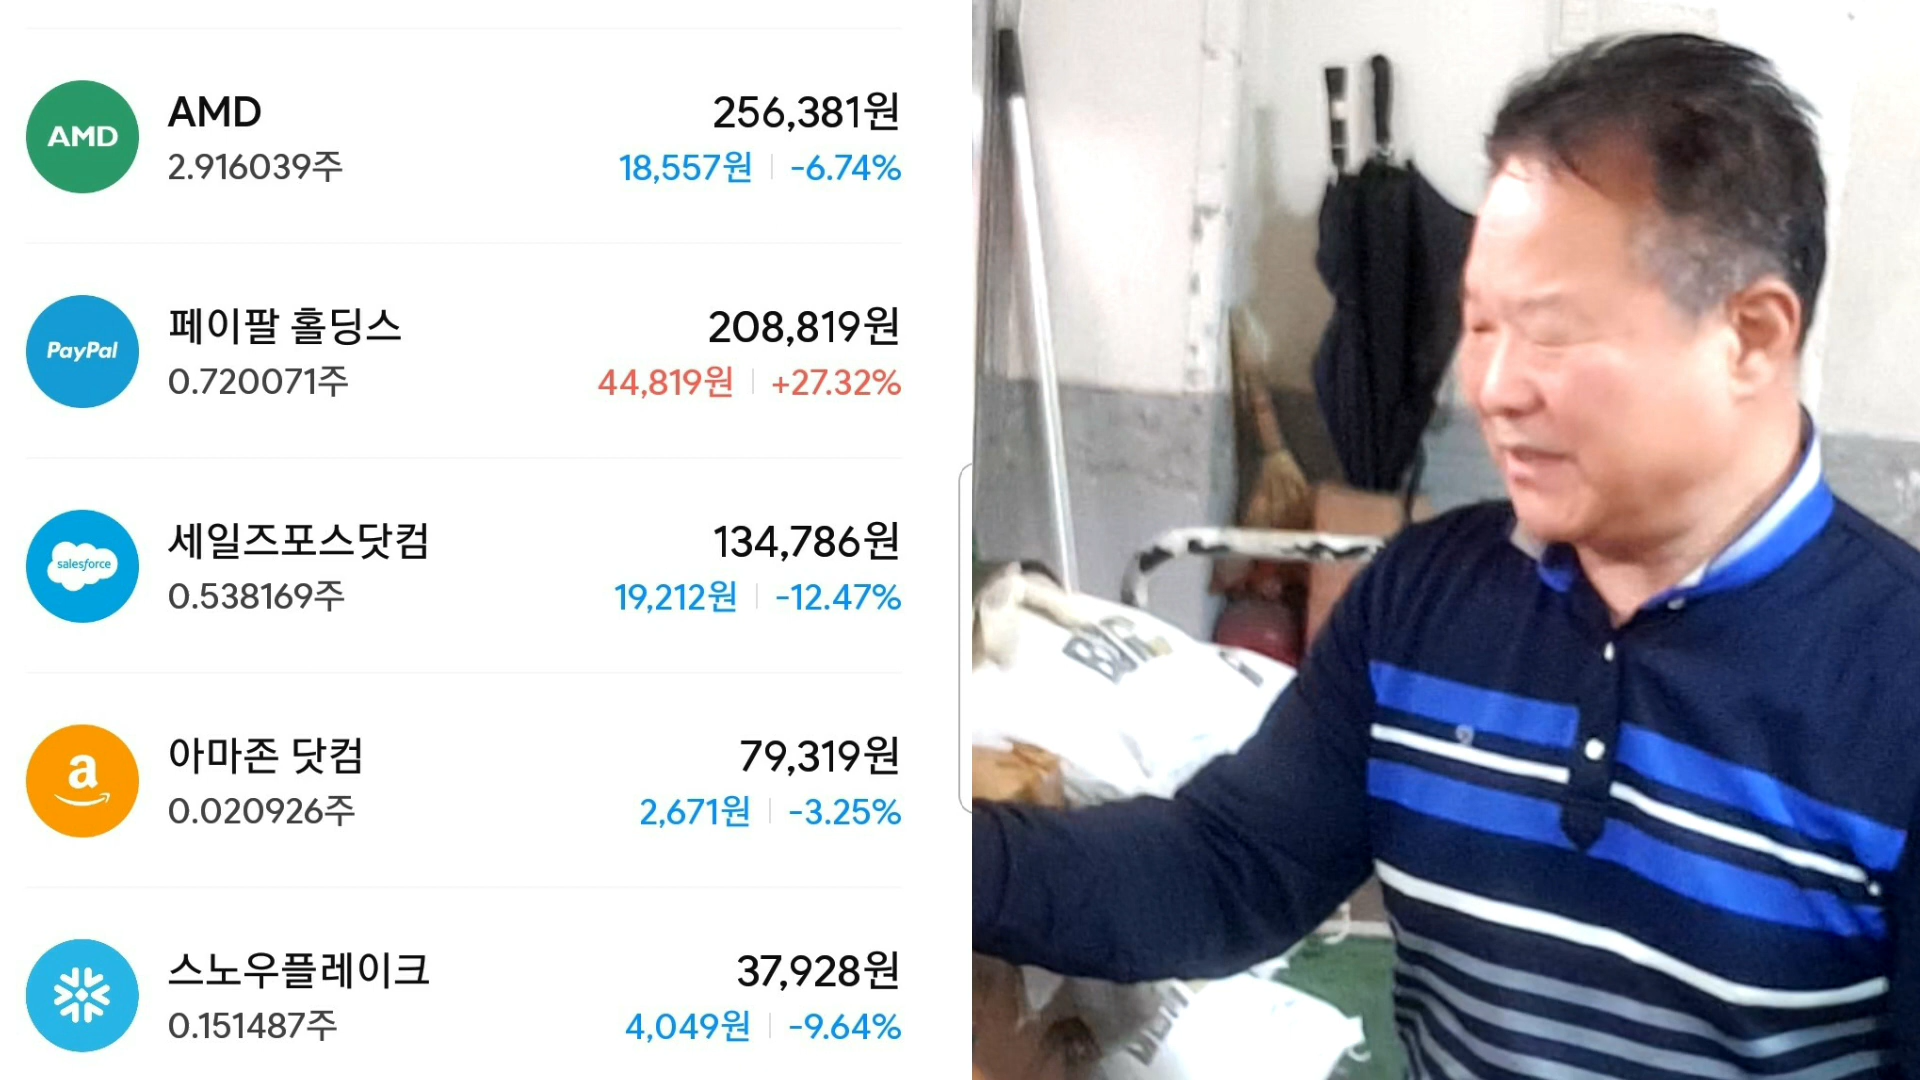 AMD
AMD
256,381원
2.916039주
18,557원 -6.74%
PayPal
페이팔 홀딩스
208,819원
0.720071주
44,819원 +27.32%
salesforce
세일즈포스닷컴
134,786원
0.538169주
19,212원 -12.47%
a
아마존 닷컴
79,319원
0.020926주
2,671원 -3.25%
스노우플레이크
37,928원
0.151487주
4,049원 -9.64%